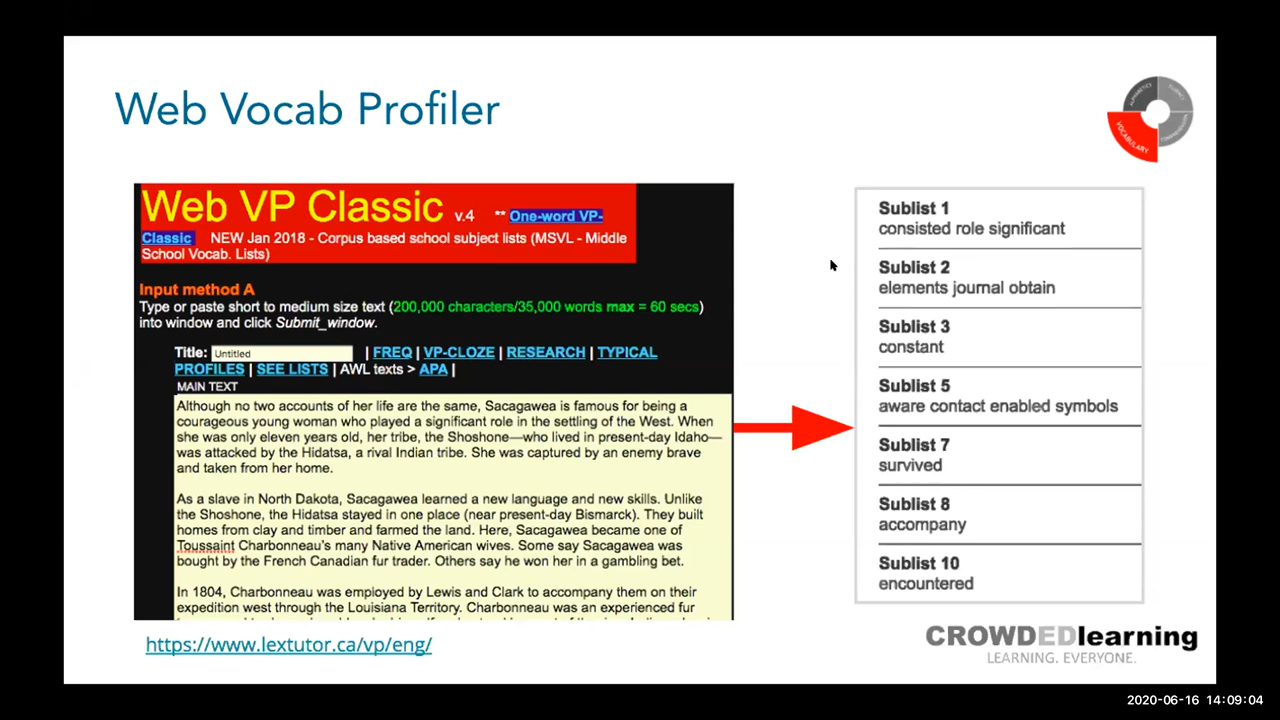 Web Vocab Profiler
ALPHABETICS
FLUENCY
VOCABULARY
COMPREHENSION
Web VP Classic v.4 ** One-word VP-
Classic NEW Jan 2018 - Corpus based school subject lists (MSVL - Middle
School Vocab. Lists)
Input method A
Type or paste short to medium size text (200,000 characters/35,000 words max = 60 secs)
into window and click Submit_window.
Title: Untitled | FREQ | VP-CLOZE | RESEARCH | TYPICAL
PROFILES | SEE LISTS | AWL texts > APA |
MAIN TEXT
Although no two accounts of her life are the same, Sacagawea is famous for being a
courageous young woman who played a significant role in the settling of the West. When
she was only eleven years old, her tribe, the Shoshone—who lived in present-day Idaho—
was attacked by the Hidatsa, a rival Indian tribe. She was captured by an enemy brave
and taken from her home.
As a slave in North Dakota, Sacagawea learned a new language and new skills. Unlike
the Shoshone, the Hidatsa stayed in one place (near present-day Bismarck). They built
homes from clay and timber and farmed the land. Here, Sacagawea became one of
Toussaint Charbonneau's many Native American wives. Some say Sacagawea was
bought by the French Canadian fur trader. Others say he won her in a gambling bet.
In 1804, Charbonneau was employed by Lewis and Clark to accompany them on their
expedition west through the Louisiana Territory. Charbonneau was an experienced fur
https://www.lextutor.ca/vp/eng/
Sublist 1
consisted role significant
Sublist 2
elements journal obtain
Sublist 3
constant
Sublist 5
aware contact enabled symbols
Sublist 7
survived
Sublist 8
accompany
Sublist 10
encountered
CROWDEDlearning
LEARNING. EVERYONE.
2020-06-16 14:09:04